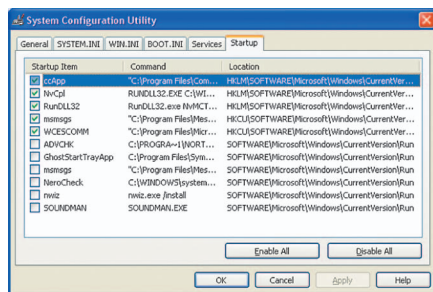 System Configuration Utility
General SYSTEM.INI WIN.INI BOOT.INI Services Startup
Startup Item Command Location
ccApp "C:\Program Files\Com... HKLM\SOFTWARE\Microsoft\Windows\CurrentVer...
NvCpl RUNDLL32.EXE C:\WI... HKLM\SOFTWARE\Microsoft\Windows\CurrentVer...
RunDLL32 RunDLL32.exe NvMCT... HKLM\SOFTWARE\Microsoft\Windows\CurrentVer...
msmsgs "C:\Program Files\Mes... HKCU\SOFTWARE\Microsoft\Windows\CurrentVer...
WCESCOMM "C:\Program Files\Micr... HKCU\SOFTWARE\Microsoft\Windows\CurrentVer...
ADVCHK C:\PROGRA~1\NORT... SOFTWARE\Microsoft\Windows\CurrentVersion\Run
GhostStartTrayApp C:\Program Files\Sym... SOFTWARE\Microsoft\Windows\CurrentVersion\Run
msmsgs "C:\Program Files\Mes... SOFTWARE\Microsoft\Windows\CurrentVersion\Run
NeroCheck C:\WINDOWS\system... SOFTWARE\Microsoft\Windows\CurrentVersion\Run
nwiz nwiz.exe /install SOFTWARE\Microsoft\Windows\CurrentVersion\Run
SOUNDMAN SOUNDMAN.EXE SOFTWARE\Microsoft\Windows\CurrentVersion\Run
Enable All Disable All
OK Cancel Apply Help